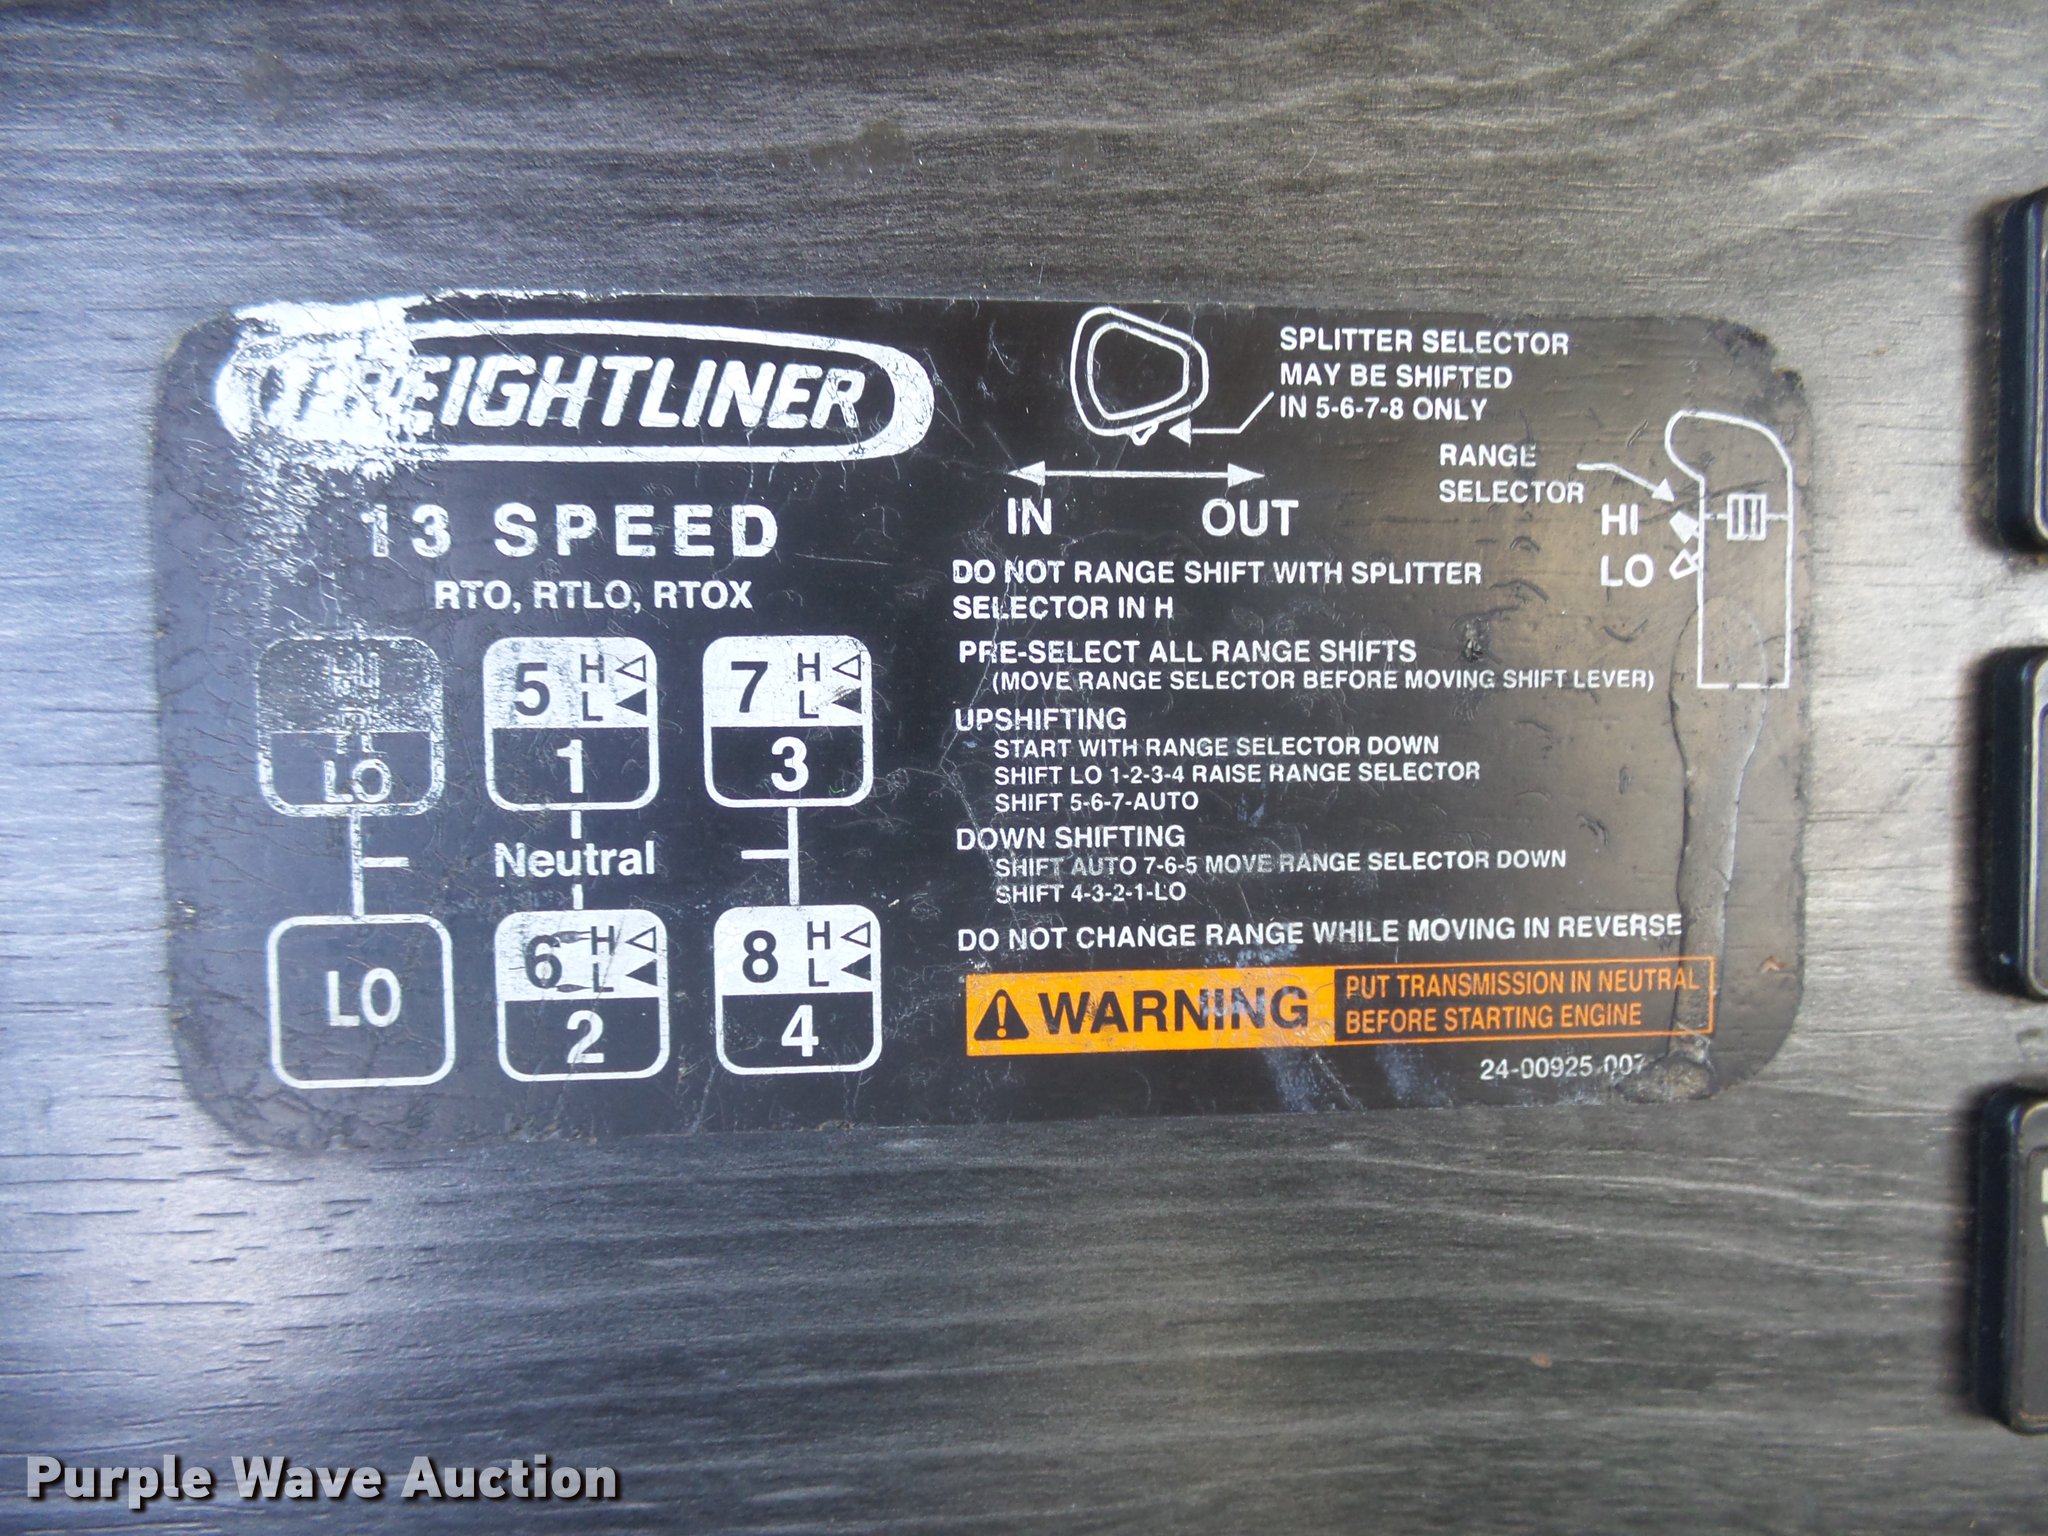 FREIGHTLINER
13 SPEED
RTO, RTLO, RTOX
LO
5 H
L
1
7 H
L
3
Neutral
LO
6 H
L
2
8 H
L
4
SPLITTER SELECTOR
MAY BE SHIFTED
IN 5-6-7-8 ONLY
IN OUT
RANGE
SELECTOR
HI
LO
DO NOT RANGE SHIFT WITH SPLITTER
SELECTOR IN H
PRE-SELECT ALL RANGE SHIFTS
(MOVE RANGE SELECTOR BEFORE MOVING SHIFT LEVER)
UPSHIFTING
START WITH RANGE SELECTOR DOWN
SHIFT LO 1-2-3-4 RAISE RANGE SELECTOR
SHIFT 5-6-7-AUTO
DOWN SHIFTING
SHIFT AUTO 7-6-5 MOVE RANGE SELECTOR DOWN
SHIFT 4-3-2-1-LO
DO NOT CHANGE RANGE WHILE MOVING IN REVERSE
WARNING
PUT TRANSMISSION IN NEUTRAL
BEFORE STARTING ENGINE
24-00925-007
Purple Wave Auction